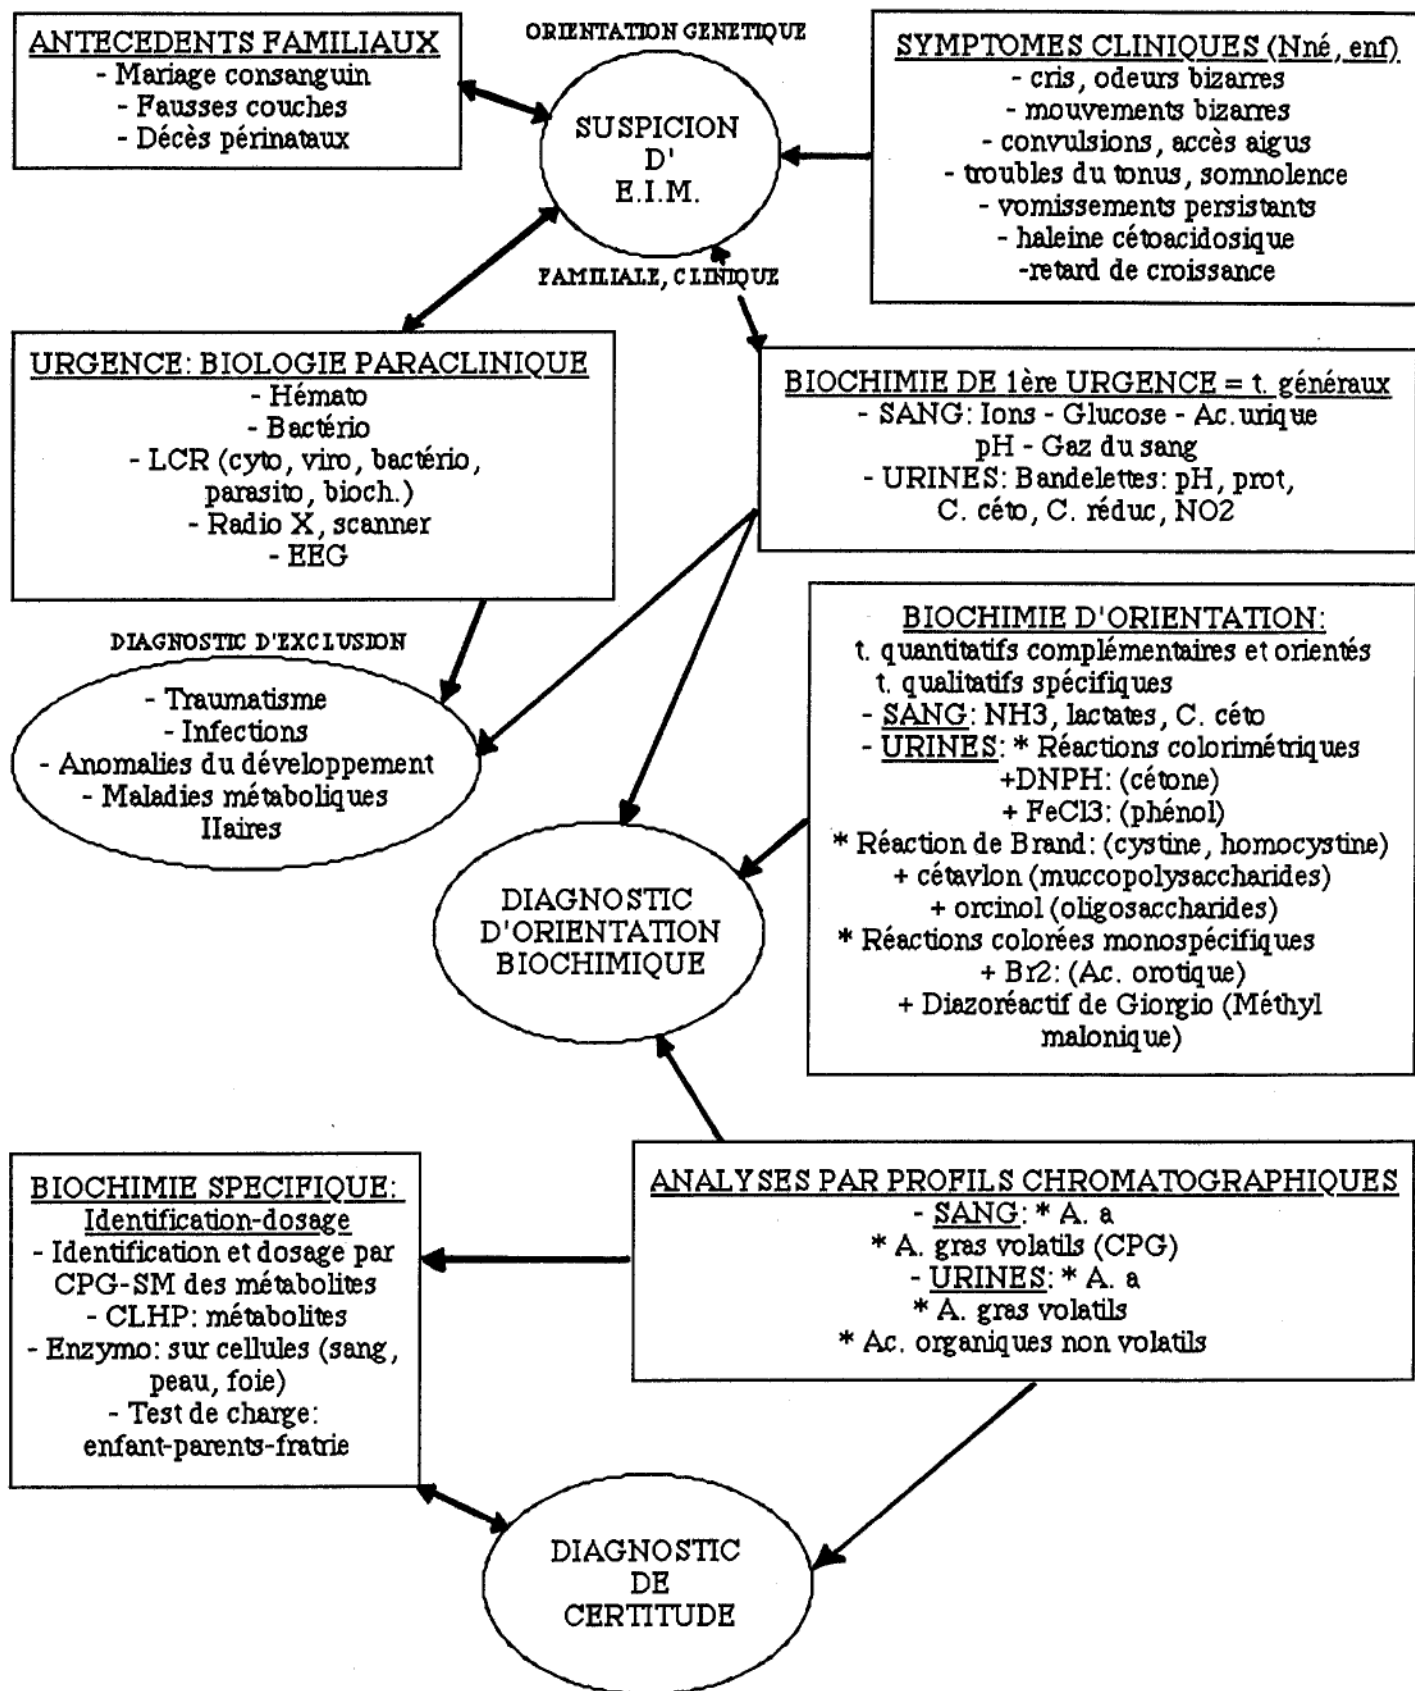 ANTECEDENTS FAMILIAUX
- Mariage consanguin
- Fausses couches
- Décès périnataux
ORIENTATION GENETIQUE
SUSPICION
D'
E.I.M.
FAMILIALE, CLINIQUE
SYMPTOMES CLINIQUES (Nné, enf)
- cris, odeurs bizarres
- mouvements bizarres
- convulsions, accès aigus
- troubles du tonus, somnolence
- vomissements persistants
- haleine cétoacidosique
-retard de croissance
URGENCE: BIOLOGIE PARACLINIQUE
- Hémato
- Bactério
- LCR (cyto, viro, bactério,
parasito, bioch.)
- Radio X, scanner
- EEG
BIOCHIMIE DE 1ère URGENCE = t. généraux
- SANG: Ions - Glucose - Ac. urique
pH - Gaz du sang
- URINES: Bandelettes: pH, prot,
C. céto, C. réduc, NO2
DIAGNOSTIC D'EXCLUSION
- Traumatisme
- Infections
- Anomalies du développement
- Maladies métaboliques
IIaires
BIOCHIMIE D'ORIENTATION:
t. quantitatifs complémentaires et orientés
t. qualitatifs spécifiques
- SANG: NH3, lactates, C. céto
- URINES: * Réactions colorimétriques
+DNPH: (cétone)
+ FeCl3: (phénol)
* Réaction de Brand: (cystine, homocystine)
+ cétavlon (muccopolysaccharides)
+ orcinol (oligosaccharides)
* Réactions colorées monospécifiques
+ Br2: (Ac. orotique)
+ Diazoréactif de Giorgio (Méthyl
malonique)
DIAGNOSTIC
D'ORIENTATION
BIOCHIMIQUE
BIOCHIMIE SPECIFIQUE:
Identification-dosage
- Identification et dosage par
CPG-SM des métabolites
- CLHP: métabolites
- Enzymo: sur cellules (sang,
peau, foie)
- Test de charge:
enfant-parents-fratrie
ANALYSES PAR PROFILS CHROMATOGRAPHIQUES
- SANG: * A. a
* A. gras volatils (CPG)
- URINES: * A. a
* A. gras volatils
* Ac. organiques non volatils
DIAGNOSTIC
DE
CERTITUDE